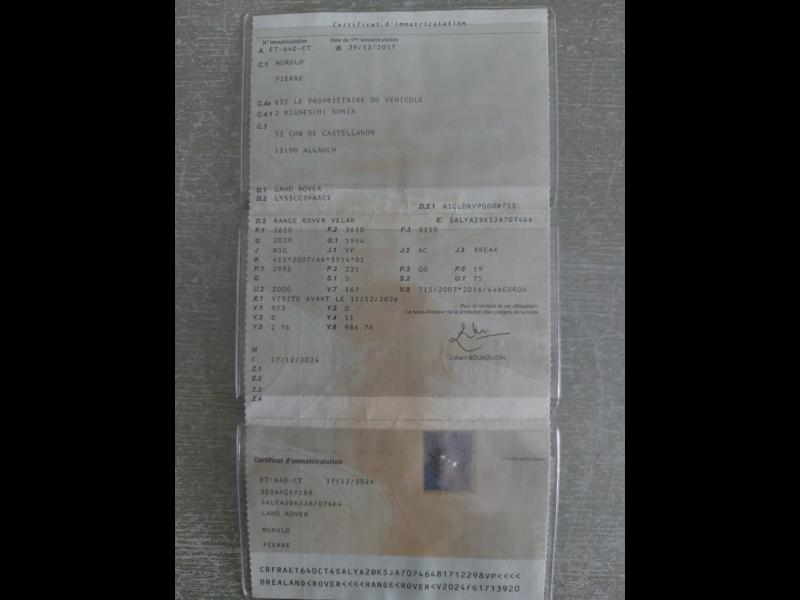 Certificat d'immatriculation
N° Immatriculation Date de 1ère immatriculation
A. ET-640-CT B. 29/12/2017
C.1 MUROLO
PIERRE
C.4a EST LE PROPRIÉTAIRE DU VÉHICULE
C.4.1 2 RIGHESCHI SONIA
C.3
52 CHM DE CASTELLANON
13190 ALLAUCH
D.1 LAND ROVER
D.2 LYS5CC2FA5C1
D.2.1 M1GLDRVP000W713
D.3 RANGE ROVER VELAR E. SALYA2BK5JA707464
F.1 2610 F.2 2610 F.3 5110
G 2029 G.1 1954
J M1G J.1 VP J.2 AC J.3 BREAK
K e11*2007/46*3954*01
P.1 2993 P.2 221 P.3 GO P.6 19
Q S.1 5 S.2 U.1 75
U.2 3000 V.7 167 V.9 715/2007*2016/646EURO6
X.1 VISITE AVANT LE 11/12/2026
Y.1 973 Y.2 0 Pour le ministre et par délégation,
Y.3 0 Y.4 11 Le sous-directeur de la protection des usagers de la route
Y.5 2.76 Y.6 986.76
Zoheir BOUAOUICHE
H
I 17/12/2024
Z.1
Z.2
Z.3
Z.4
Certificat d'immatriculation
ET-640-CT 17/12/2024
2024FG17139
SALYA2BK5JA707464
LAND ROVER
MUROLO
PIERRE
CRFRAET640CT4SALYA2BK5JA70746481712298VP<<<<
BREALAND<ROVER<<<<RANGE<ROVER<V2024FG1713920